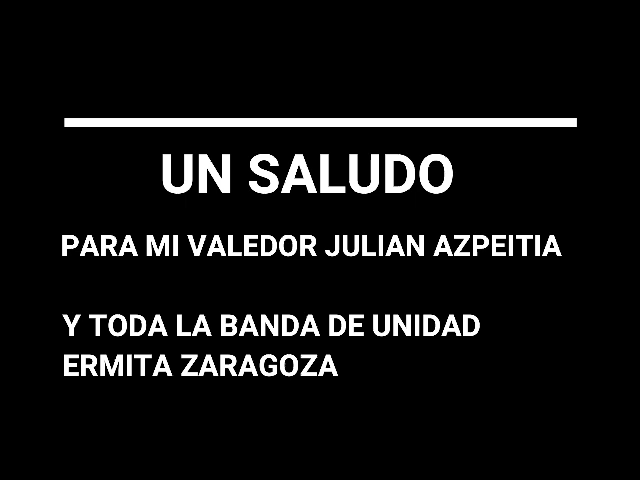 UN SALUDO
PARA MI VALEDOR JULIAN AZPEITIA
Y TODA LA BANDA DE UNIDAD
ERMITA ZARAGOZA